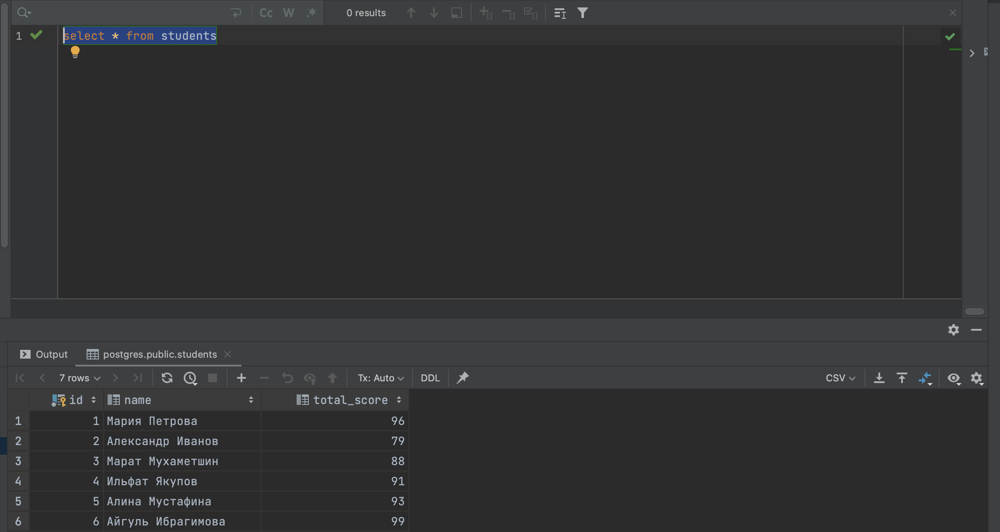 Cc W .* 0 results
1 select * from students
Output postgres.public.students
7 rows Tx: Auto DDL CSV
id name total_score
1 1 Мария Петрова 96
2 2 Александр Иванов 79
3 3 Марат Мухаметшин 88
4 4 Ильфат Якупов 91
5 5 Алина Мустафина 93
6 6 Айгуль Ибрагимова 99